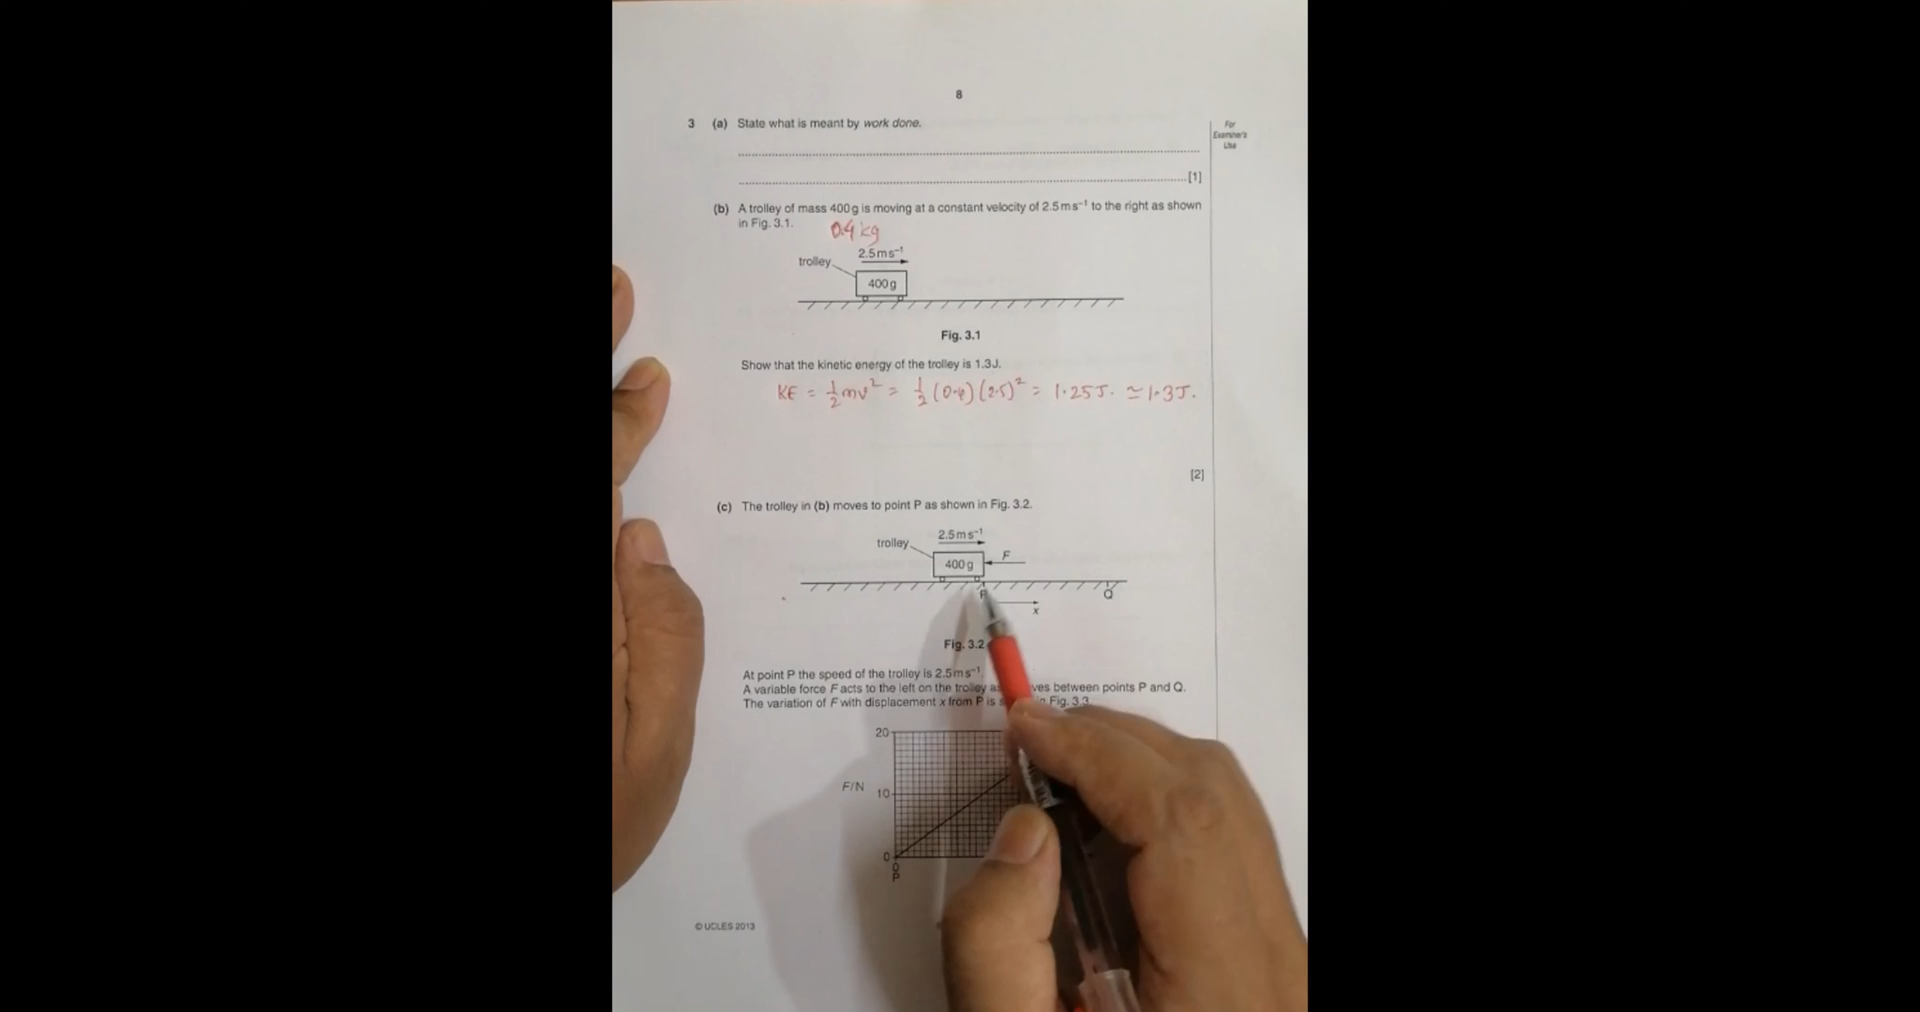 8
3 (a) State what is meant by work done.
[1]
For
Examiner's
Use
(b) A trolley of mass 400 g is moving at a constant velocity of 2.5 m s⁻¹ to the right as shown
in Fig. 3.1.
0.4 kg
2.5 m s⁻¹
trolley
400 g
Fig. 3.1
Show that the kinetic energy of the trolley is 1.3 J.
KE = ½mv² = ½(0.4)(2.5)² = 1.25J. ≃ 1.3J.
[2]
(c) The trolley in (b) moves to point P as shown in Fig. 3.2.
2.5 m s⁻¹
trolley
F
400 g
P
Q
x
Fig. 3.2
At point P the speed of the trolley is 2.5 m s⁻¹.
A variable force F acts to the left on the trolley between points P and Q.
The variation of F with displacement x from P is Fig. 3.3.
20
F/N
10
0
0
P
© UCLES 2013